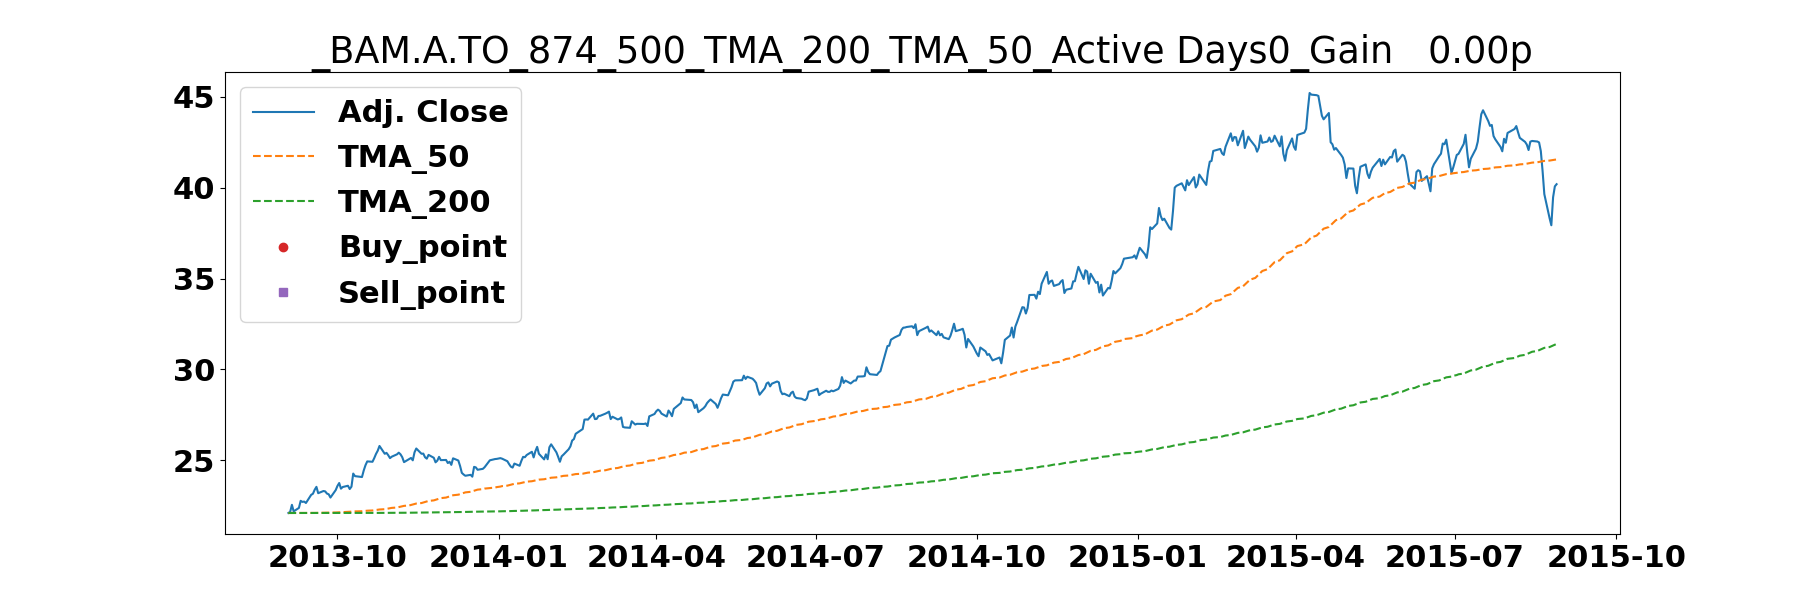 _BAM.A.TO_874_500_TMA_200_TMA_50_Active Days0_Gain   0.00p
45
40
35
30
25
Adj. Close
TMA_50
TMA_200
Buy_point
Sell_point
2013-10 2014-01 2014-04 2014-07 2014-10 2015-01 2015-04 2015-07 2015-10